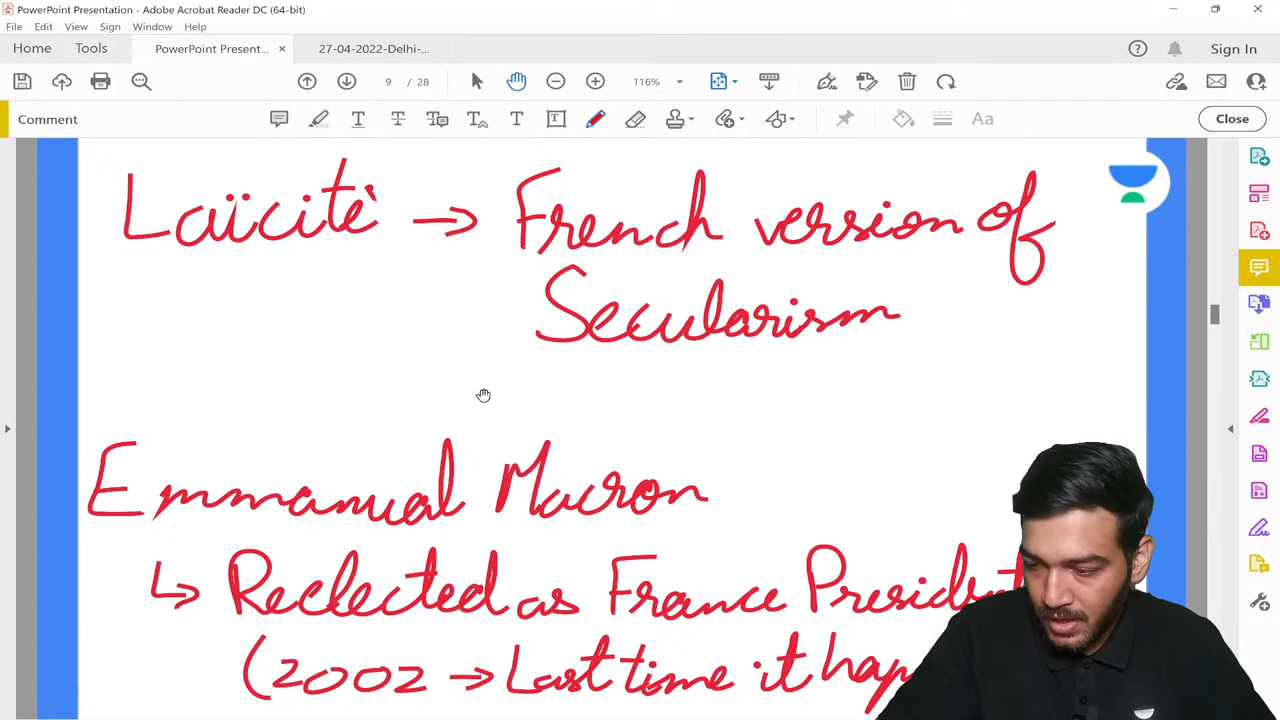 PowerPoint Presentation - Adobe Acrobat Reader DC (64-bit)
File Edit View Sign Window Help
Home Tools PowerPoint Present... × 27-04-2022-Delhi-... Sign In
9 / 28 116%
Comment Close
Laïcitè → French version of
Secularism
Emmanual Macron
↳ Reelected as France President
(2002 → Last time it hap